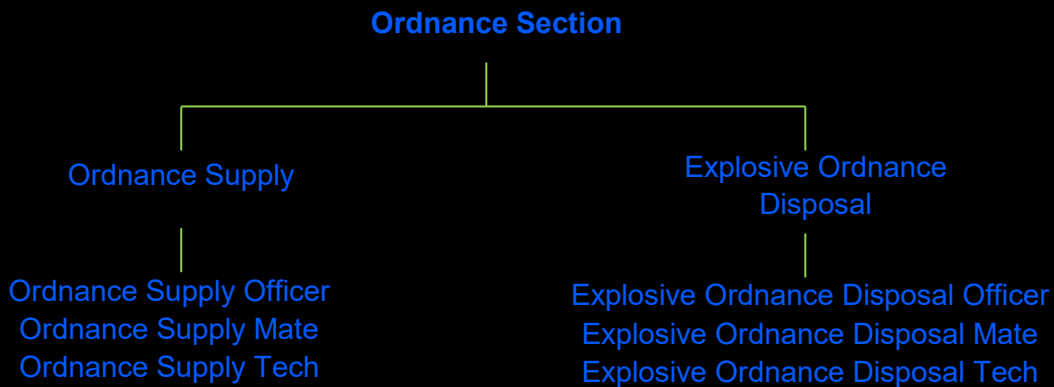 Ordnance Section
Ordnance Supply
Explosive Ordnance
Disposal
Ordnance Supply Officer
Ordnance Supply Mate
Ordnance Supply Tech
Explosive Ordnance Disposal Officer
Explosive Ordnance Disposal Mate
Explosive Ordnance Disposal Tech